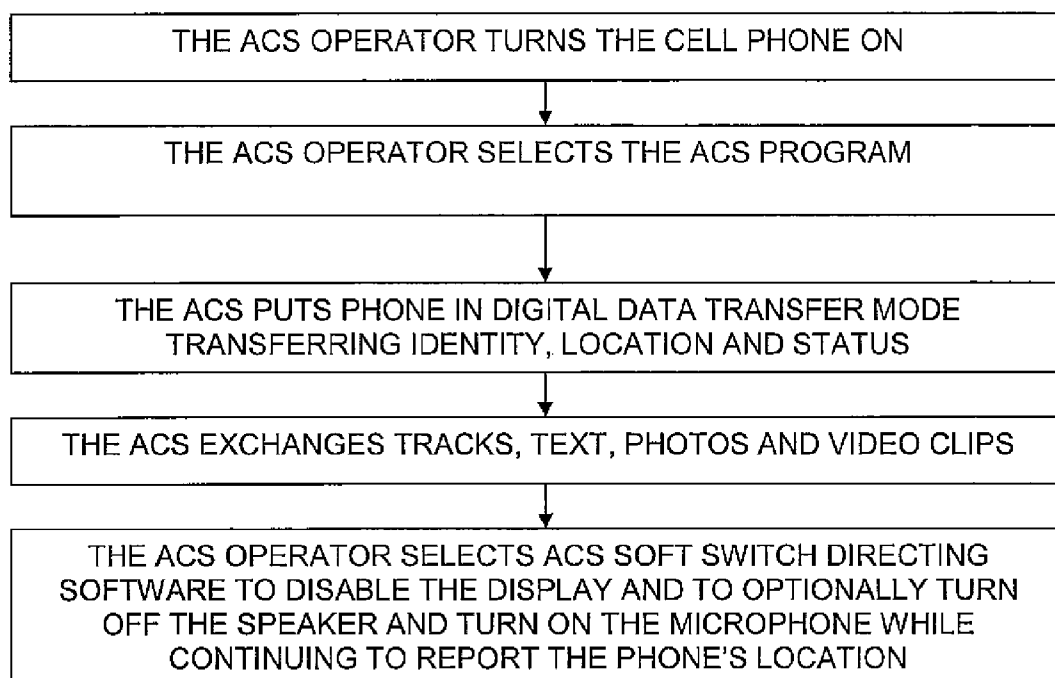 THE ACS OPERATOR TURNS THE CELL PHONE ON
THE ACS OPERATOR SELECTS THE ACS PROGRAM
THE ACS PUTS PHONE IN DIGITAL DATA TRANSFER MODE
TRANSFERRING IDENTITY, LOCATION AND STATUS
THE ACS EXCHANGES TRACKS, TEXT, PHOTOS AND VIDEO CLIPS
THE ACS OPERATOR SELECTS ACS SOFT SWITCH DIRECTING
SOFTWARE TO DISABLE THE DISPLAY AND TO OPTIONALLY TURN
OFF THE SPEAKER AND TURN ON THE MICROPHONE WHILE
CONTINUING TO REPORT THE PHONE'S LOCATION